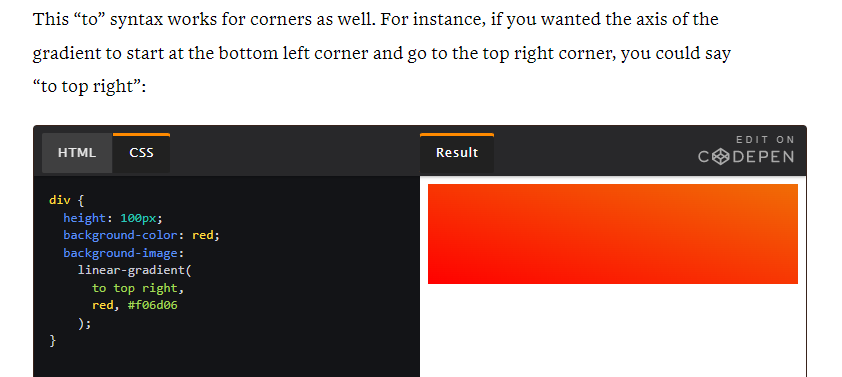 This “to” syntax works for corners as well. For instance, if you wanted the axis of the
gradient to start at the bottom left corner and go to the top right corner, you could say
“to top right”:
HTML CSS Result EDIT ON
CODEPEN
div {
height: 100px;
background-color: red;
background-image:
linear-gradient(
to top right,
red, #f06d06
);
}